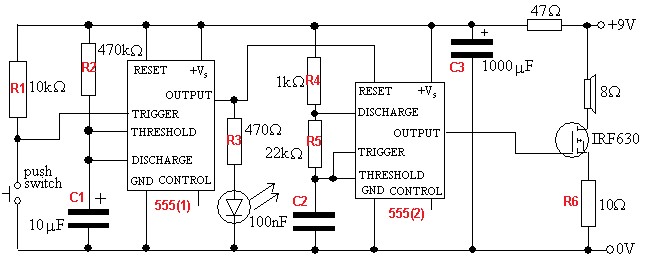 47Ω
+9V
R1
10kΩ
R2
470kΩ
RESET
+Vs
OUTPUT
TRIGGER
THRESHOLD
DISCHARGE
GND CONTROL
555(1)
push
switch
C1
+
10µF
R3
470Ω
100nF
R4
1kΩ
R5
22kΩ
C2
RESET
+Vs
DISCHARGE
OUTPUT
TRIGGER
THRESHOLD
GND CONTROL
555(2)
+
C3
1000µF
8Ω
IRF630
R6
10Ω
0V